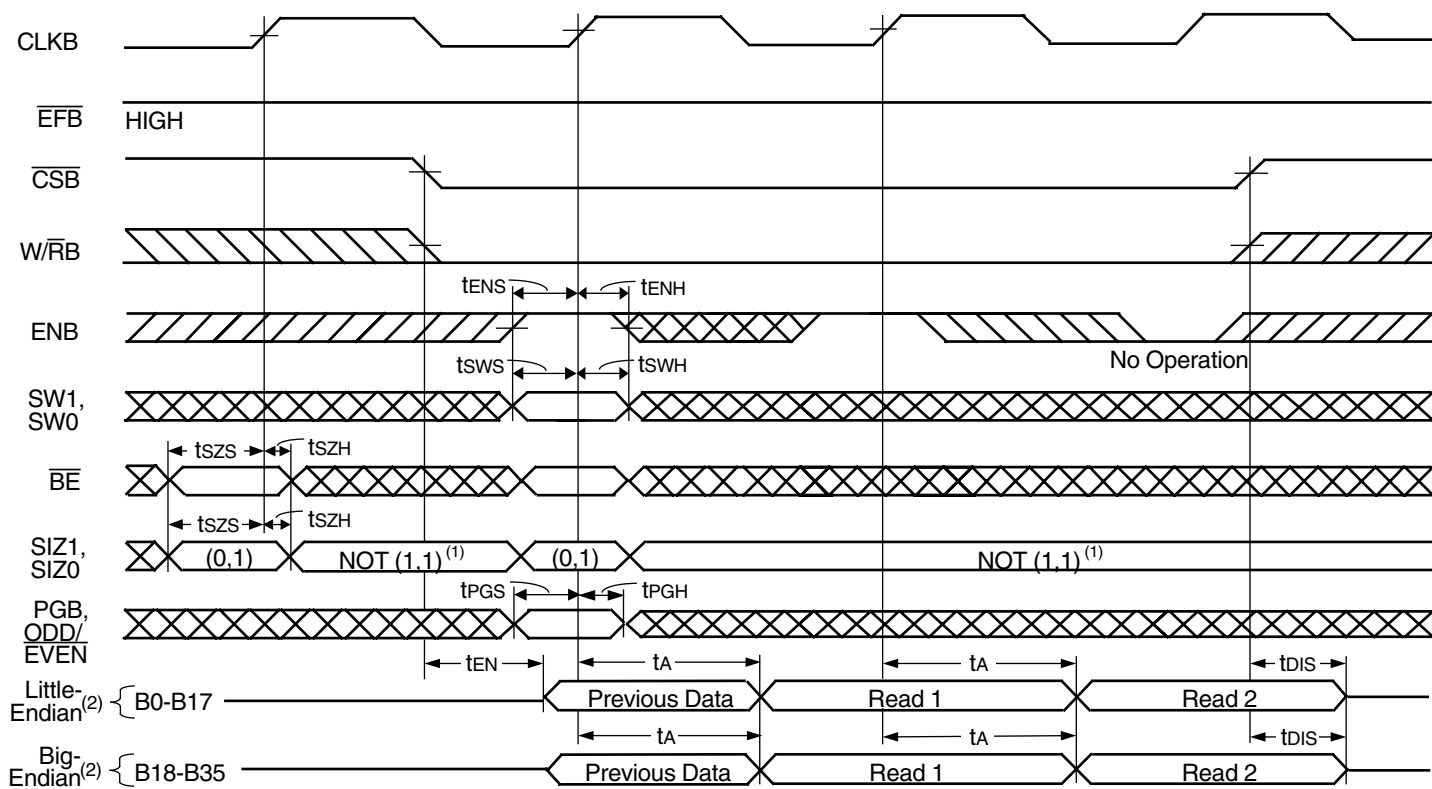 CLKB
EFB
HIGH
CSB
W/RB
tENS tENH
ENB
No Operation
tSWS tSWH
SW1,
SW0
tSZS tSZH
BE
tSZS tSZH
SIZ1,
SIZ0
(0,1) NOT (1,1) (1) (0,1) NOT (1,1) (1)
tPGS tPGH
PGB,
ODD/
EVEN
tEN tA tA tDIS
Little-
Endian(2) { B0-B17 Previous Data Read 1 Read 2
tA tA tDIS
Big-
Endian(2) { B18-B35 Previous Data Read 1 Read 2